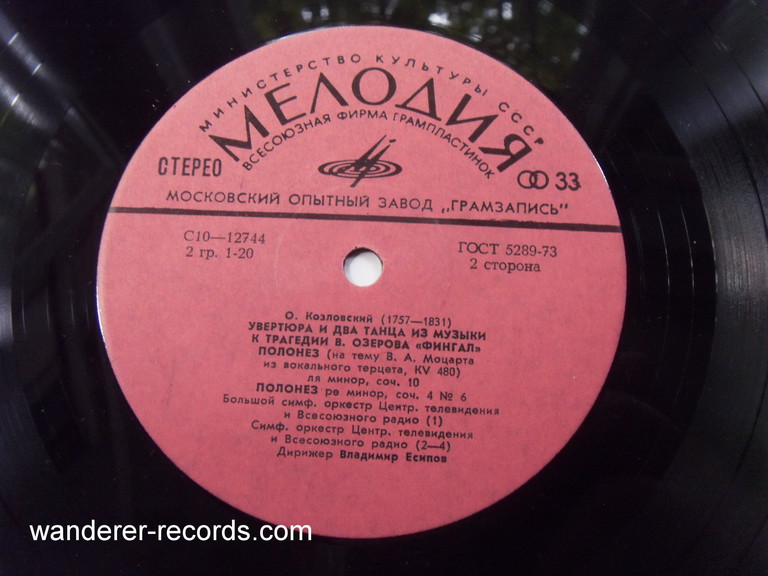 МИНИСТЕРСТВО КУЛЬТУРЫ СССР
МЕЛОДИЯ
ВСЕСОЮЗНАЯ ФИРМА ГРАМПЛАСТИНОК
СТЕРЕО
33
МОСКОВСКИЙ ОПЫТНЫЙ ЗАВОД „ГРАМЗАПИСЬ"
С10—12744
2 гр. 1-20
ГОСТ 5289-73
2 сторона
О. Козловский (1757—1831)
УВЕРТЮРА И ДВА ТАНЦА ИЗ МУЗЫКИ
К ТРАГЕДИИ В. ОЗЕРОВА «ФИНГАЛ»
ПОЛОНЕЗ (на тему В. А. Моцарта
из вокального терцета, KV 480)
ля минор, соч. 10
ПОЛОНЕЗ ре минор, соч. 4 № 6
Большой симф. оркестр Центр. телевидения
и Всесоюзного радио (1)
Симф. оркестр Центр. телевидения
и Всесоюзного радио (2—4)
Дирижер Владимир Есипов
wanderer-records.com